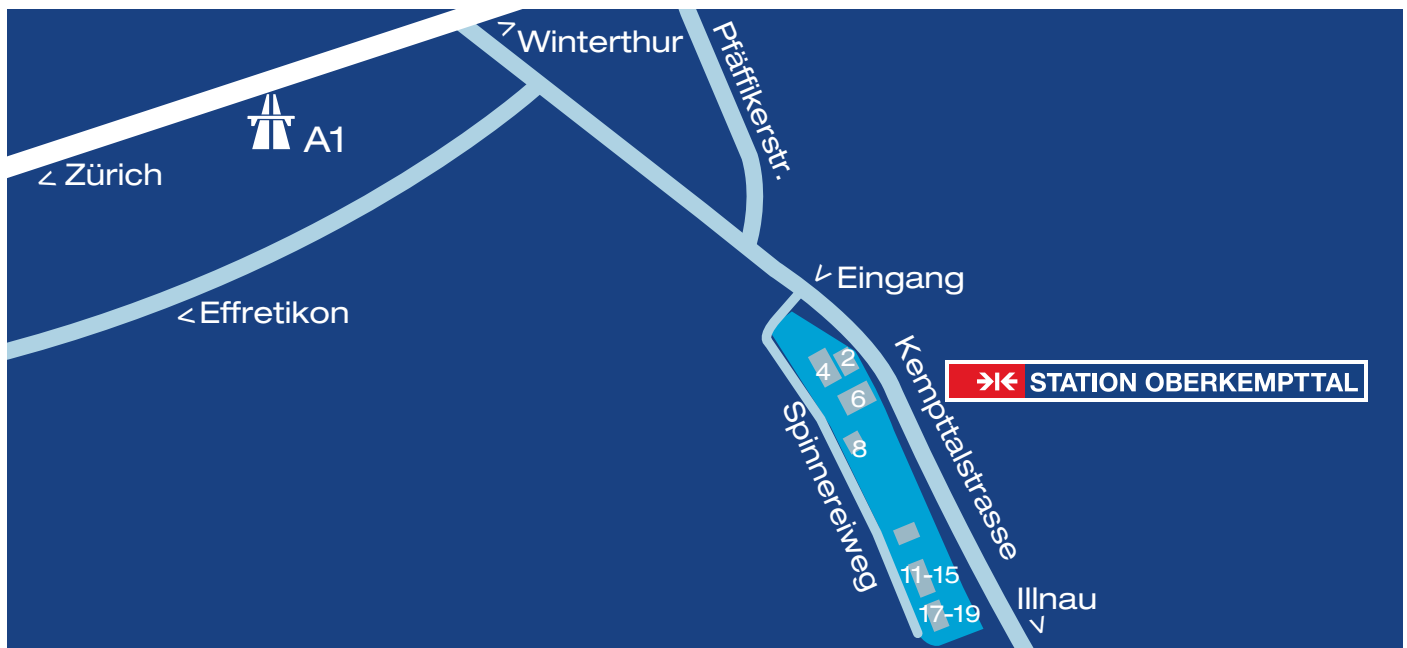 Winterthur
Pfäffikerstr.
A1
< Zürich
< Effretikon
Eingang
Kempttalstrasse
2
4
STATION OBERKEMPTTAL
6
Spinnereiweg
8
11-15
17-19
Illnau